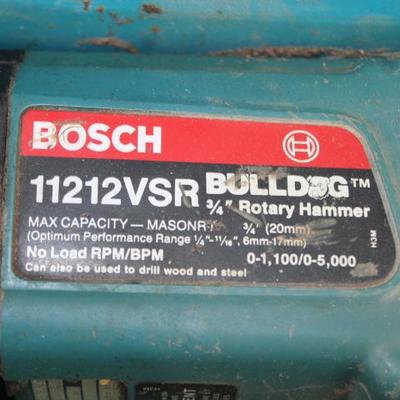 BOSCH
11212VSR BULLDOG™
3/4" Rotary Hammer
MAX CAPACITY — MASONRY 3/4" (20mm)
(Optimum Performance Range 1/4"-11/16", 6mm-17mm)
No Load RPM/BPM 0-1,100/0-5,000
Can also be used to drill wood and steel
H3M